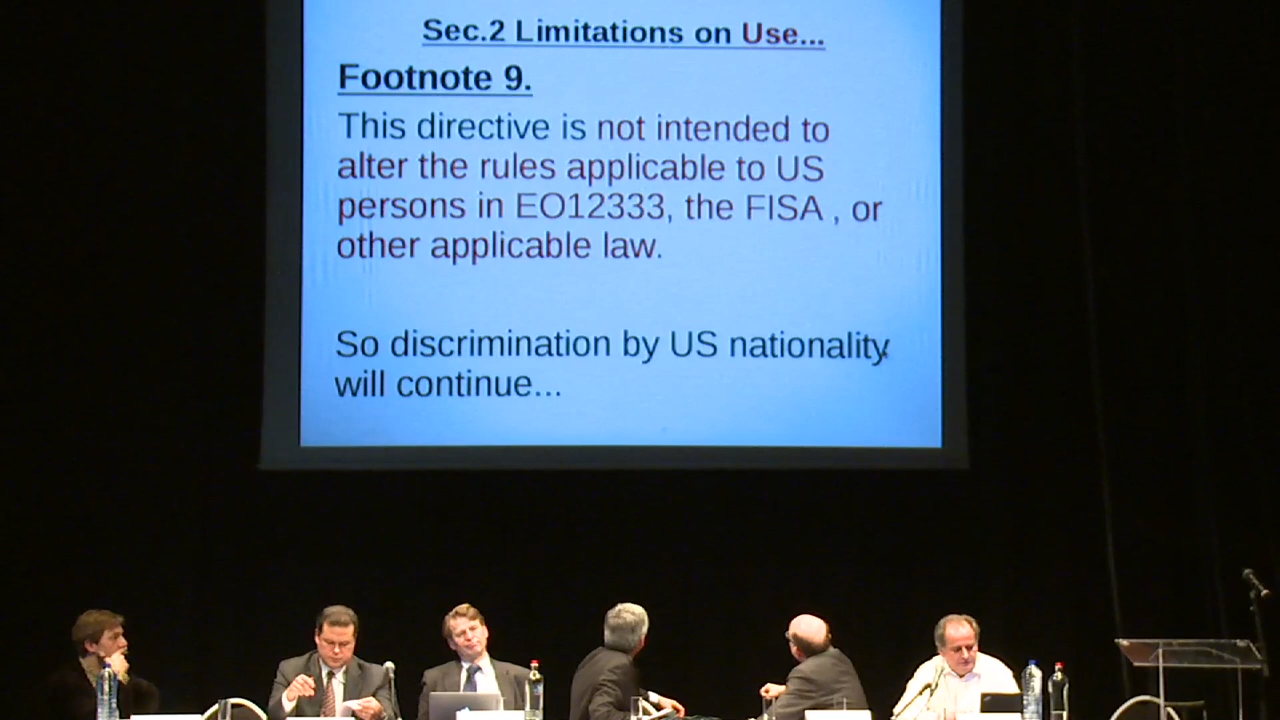 Sec.2 Limitations on Use...
Footnote 9.
This directive is not intended to
alter the rules applicable to US
persons in EO12333, the FISA , or
other applicable law.
So discrimination by US nationality
will continue...